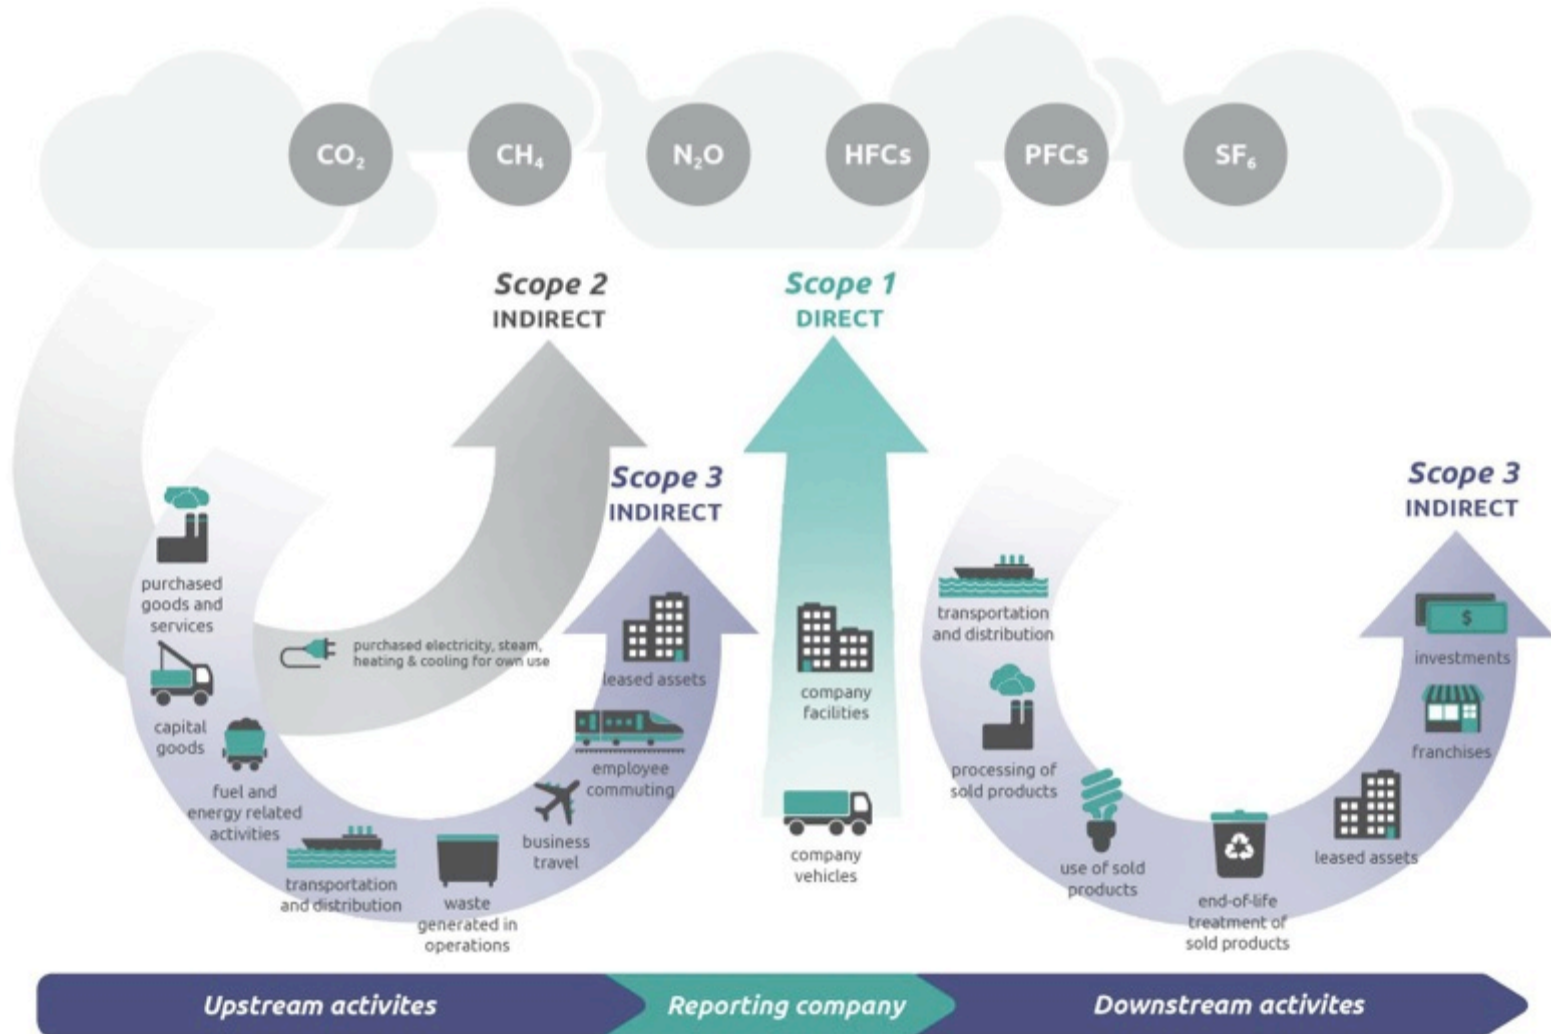 CO₂
CH₄
N₂O
HFCs
PFCs
SF₆
Scope 2
INDIRECT
Scope 1
DIRECT
Scope 3
INDIRECT
Scope 3
INDIRECT
purchased
goods and
services
capital
goods
fuel and
energy related
activities
transportation
and distribution
waste
generated in
operations
business
travel
employee
commuting
leased assets
purchased electricity, steam,
heating & cooling for own use
company
facilities
company
vehicles
transportation
and distribution
processing of
sold products
use of sold
products
end-of-life
treatment of
sold products
leased assets
franchises
investments
$
Upstream activites
Reporting company
Downstream activites